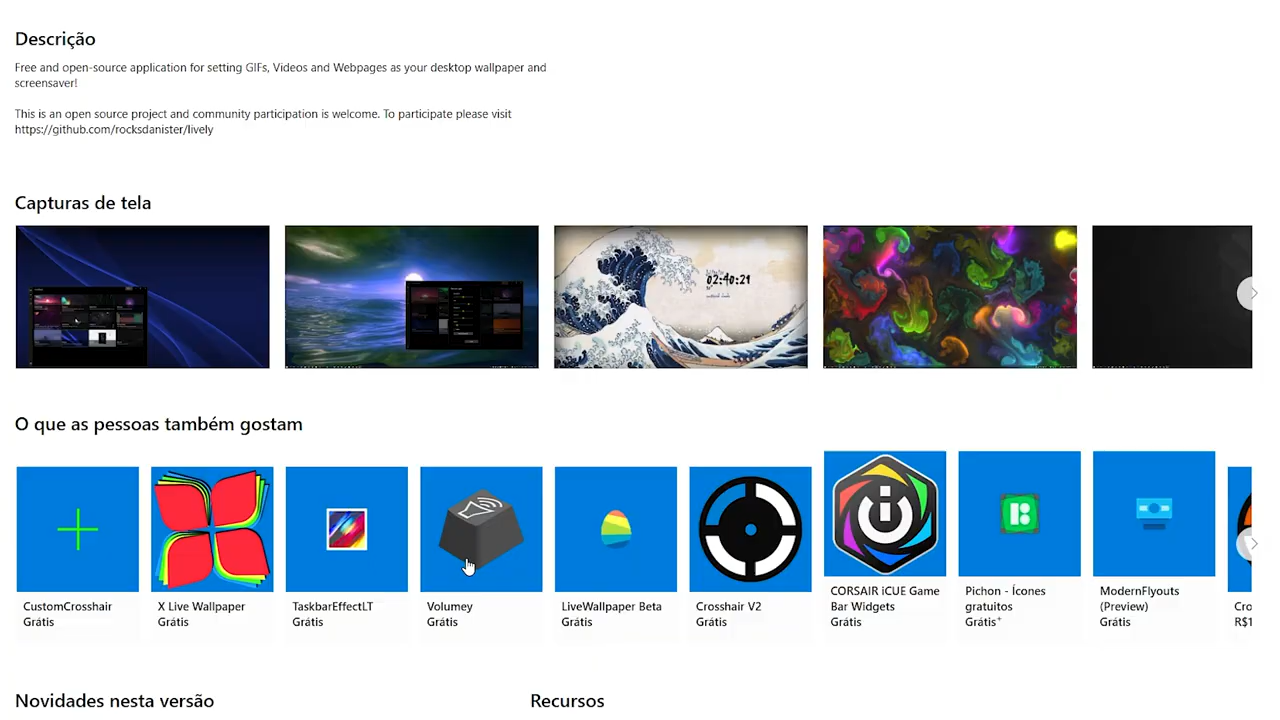 Descrição
Free and open-source application for setting GIFs, Videos and Webpages as your desktop wallpaper and
screensaver!
This is an open source project and community participation is welcome. To participate please visit
https://github.com/rocksdanister/lively
Capturas de tela
02:40:21
O que as pessoas também gostam
CustomCrosshair
Grátis
X Live Wallpaper
Grátis
TaskbarEffectLT
Grátis
Volumey
Grátis
LiveWallpaper Beta
Grátis
Crosshair V2
Grátis
CORSAIR iCUE Game
Bar Widgets
Grátis
Pichon - Ícones
gratuitos
Grátis+
ModernFlyouts
(Preview)
Grátis
Cro
R$1
Novidades nesta versão
Recursos